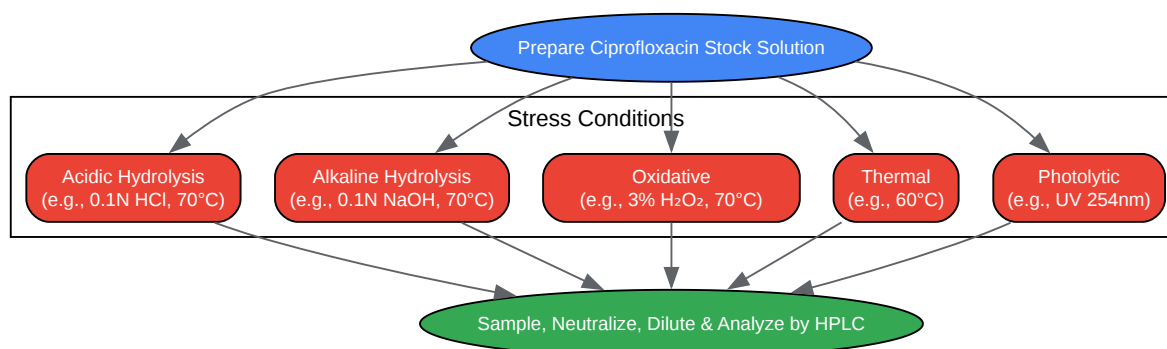 Prepare Ciprofloxacin Stock Solution
Stress Conditions
Acidic Hydrolysis
(e.g., 0.1N HCl, 70°C)
Alkaline Hydrolysis
(e.g., 0.1N NaOH, 70°C)
Oxidative
(e.g., 3% H₂O₂, 70°C)
Thermal
(e.g., 60°C)
Photolytic
(e.g., UV 254nm)
Sample, Neutralize, Dilute & Analyze by HPLC